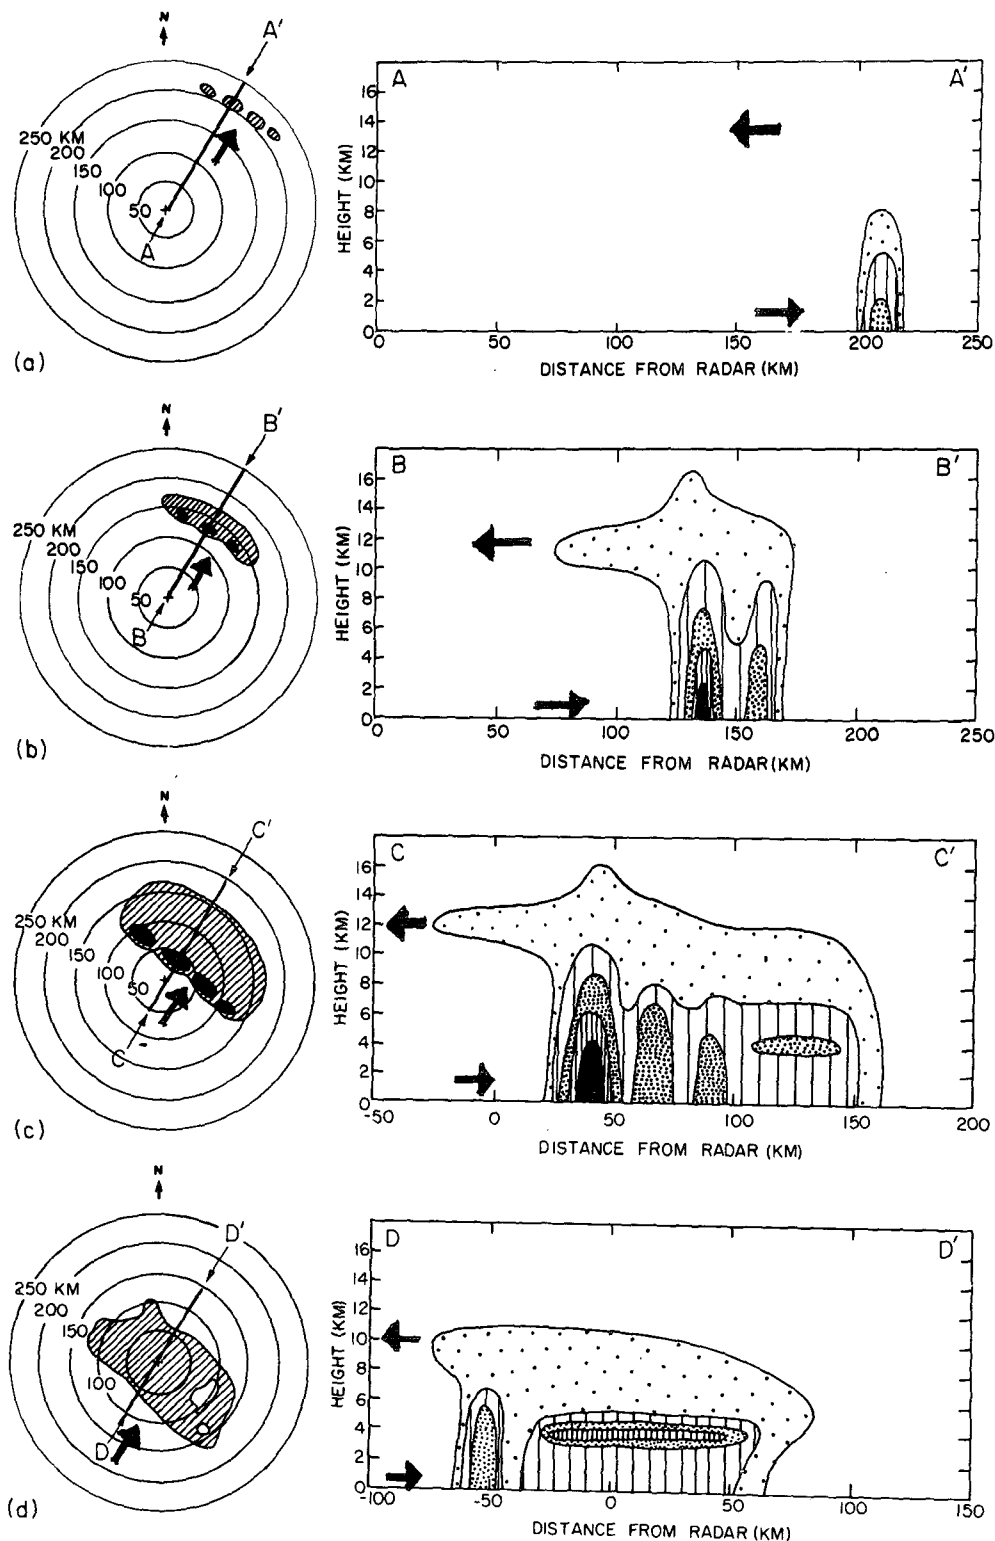 N
A'
250 KM
200
150
100
50
A
(a)
A A'
HEIGHT (KM)
16
14
12
10
8
6
4
2
0
0 50 100 150 200 250
DISTANCE FROM RADAR (KM)
N
B'
250 KM
200
150
100
50
B
(b)
B B'
HEIGHT (KM)
16
14
12
10
8
6
4
2
0
0 50 100 150 200 250
DISTANCE FROM RADAR (KM)
N
C'
250 KM
200
150
100
50
C
(c)
C C'
HEIGHT (KM)
16
14
12
10
8
6
4
2
0
-50 0 50 100 150 200
DISTANCE FROM RADAR (KM)
N
D'
250 KM
200
150
100
D
(d)
D D'
HEIGHT (KM)
16
14
12
10
8
6
4
2
0
-100 -50 0 50 100 150
DISTANCE FROM RADAR (KM)